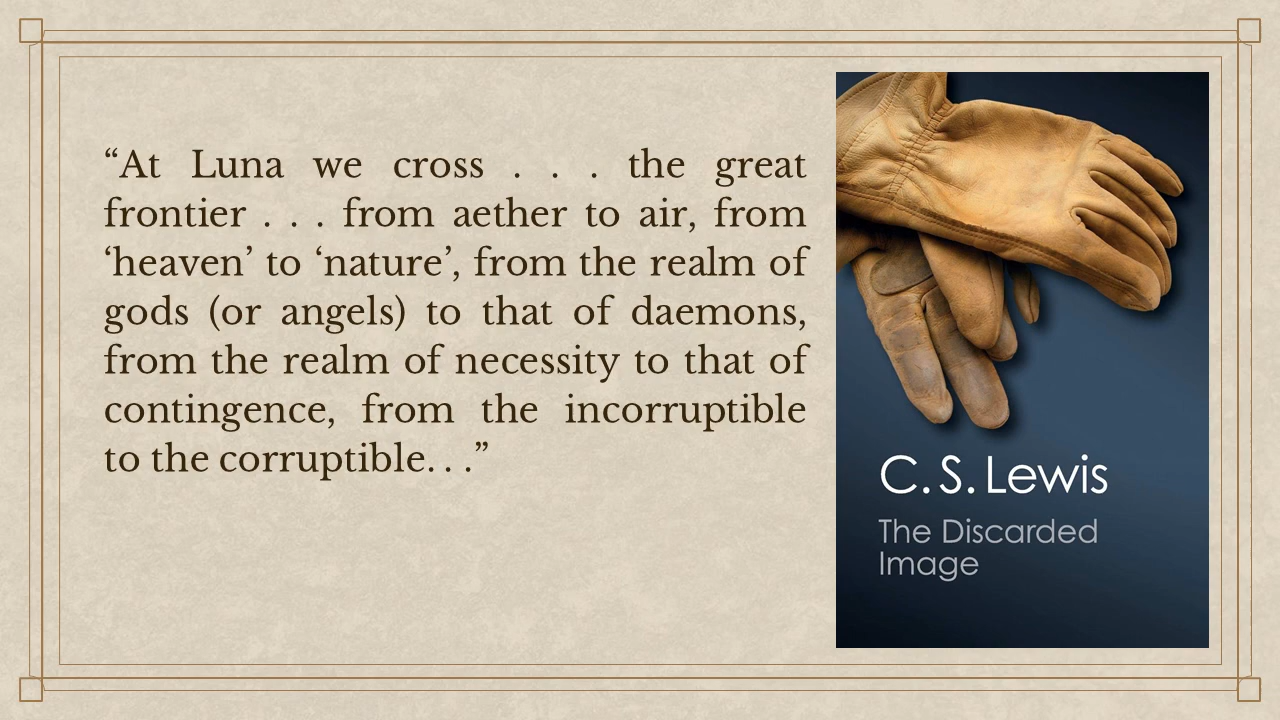 “At Luna we cross . . . the great
frontier . . . from aether to air, from
‘heaven’ to ‘nature’, from the realm of
gods (or angels) to that of daemons,
from the realm of necessity to that of
contingence, from the incorruptible
to the corruptible. . .”
C. S. Lewis
The Discarded
Image